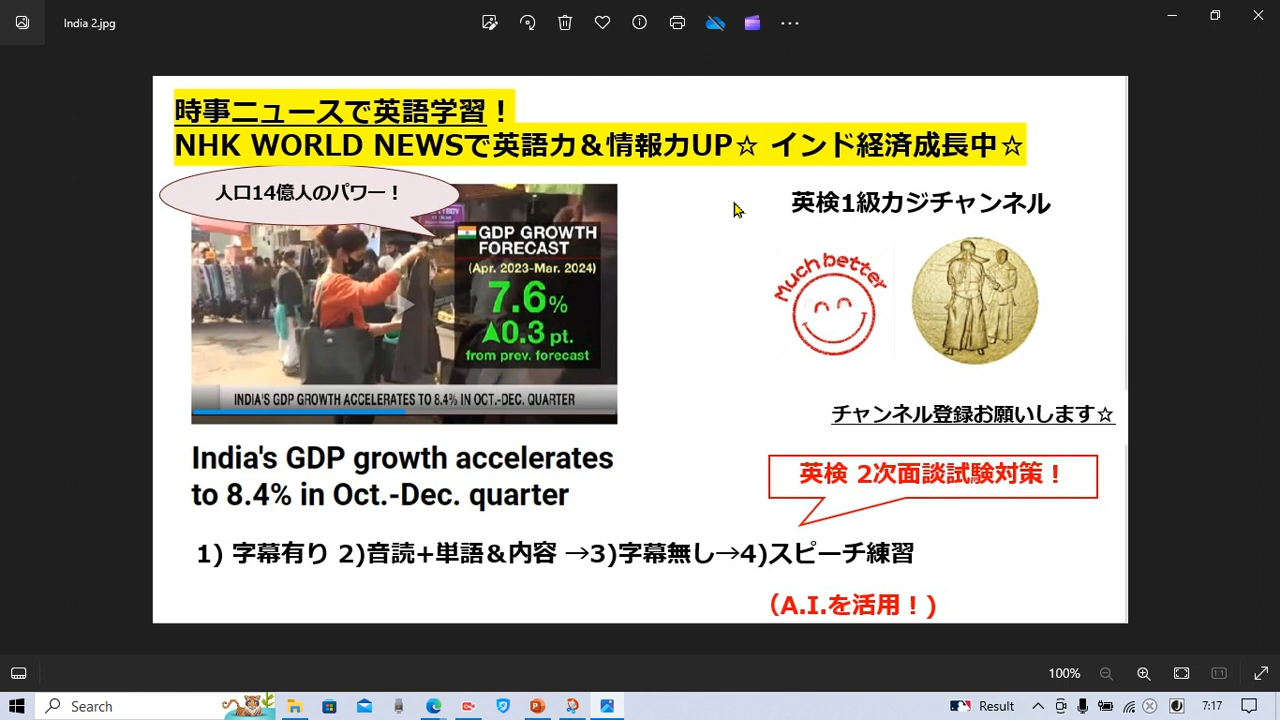 India 2.jpg
時事ニュースで英語学習！
NHK WORLD NEWSで英語力＆情報力UP☆ インド経済成長中☆
人口14億人のパワー！
英検1級カジチャンネル
GDP GROWTH
FORECAST
(Apr. 2023-Mar. 2024)
7.6%
▲0.3 pt.
from prev. forecast
INDIA'S GDP GROWTH ACCELERATES TO 8.4% IN OCT.-DEC. QUARTER
Much better
チャンネル登録お願いします☆
India's GDP growth accelerates
to 8.4% in Oct.-Dec. quarter
英検 2次面談試験対策！
1) 字幕有り 2)音読+単語＆内容 →3)字幕無し→4)スピーチ練習
（A.I.を活用！)
100%
Search
Result
7:17